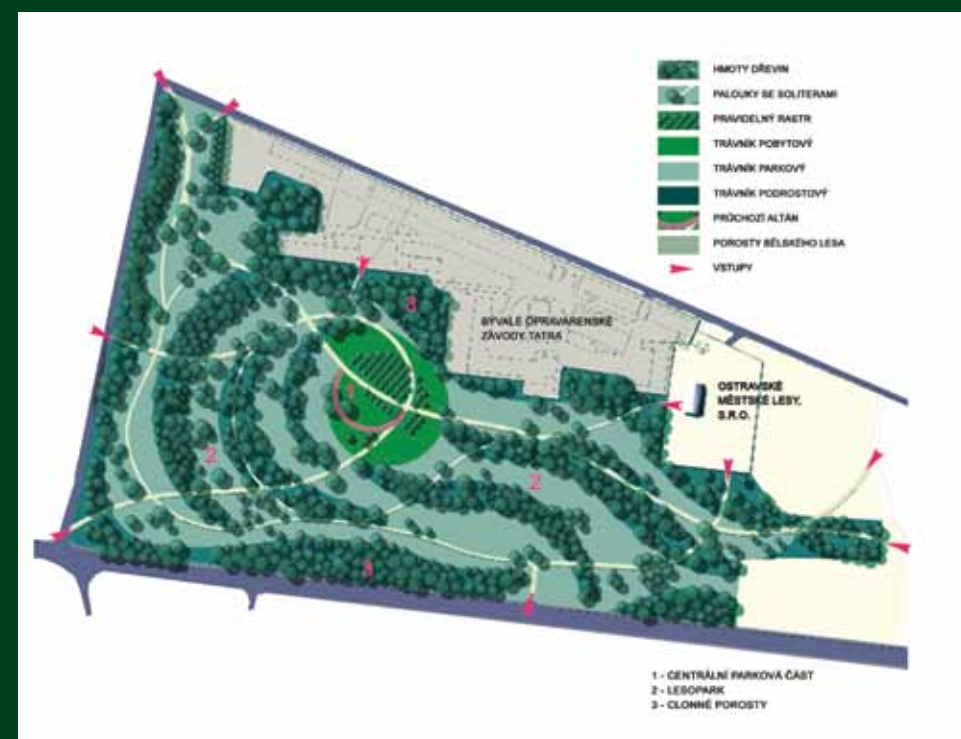 HMOTY DŘEVIN
PALOUKY SE SOLITERAMI
PRAVIDELNÝ RASTR
TRÁVNÍK POBYTOVÝ
TRÁVNÍK PARKOVÝ
TRÁVNÍK PODROSTOVÝ
PRŮCHOZÍ ALTÁN
POROSTY BĚLSKÉHO LESA
VSTUPY
3
BÝVALÉ OPRAVÁRENSKÉ
ZÁVODY TATRA
OSTRAVSKÉ
MĚSTSKÉ LESY,
S.R.O.
1
2
2
3
1 - CENTRÁLNÍ PARKOVÁ ČÁST
2 - LESOPARK
3 - CLONNÉ POROSTY